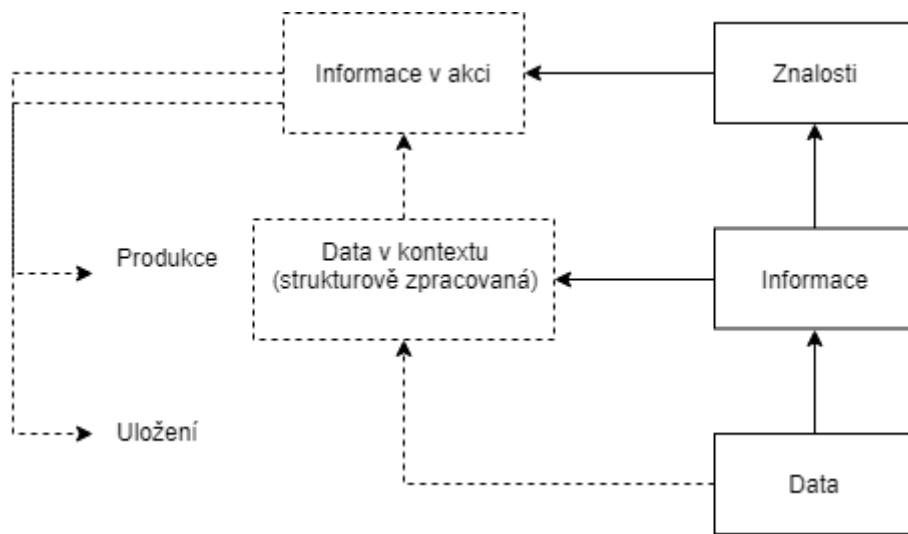 Informace v akci
Znalosti
Produkce
Data v kontextu
(strukturově zpracovaná)
Informace
Uložení
Data